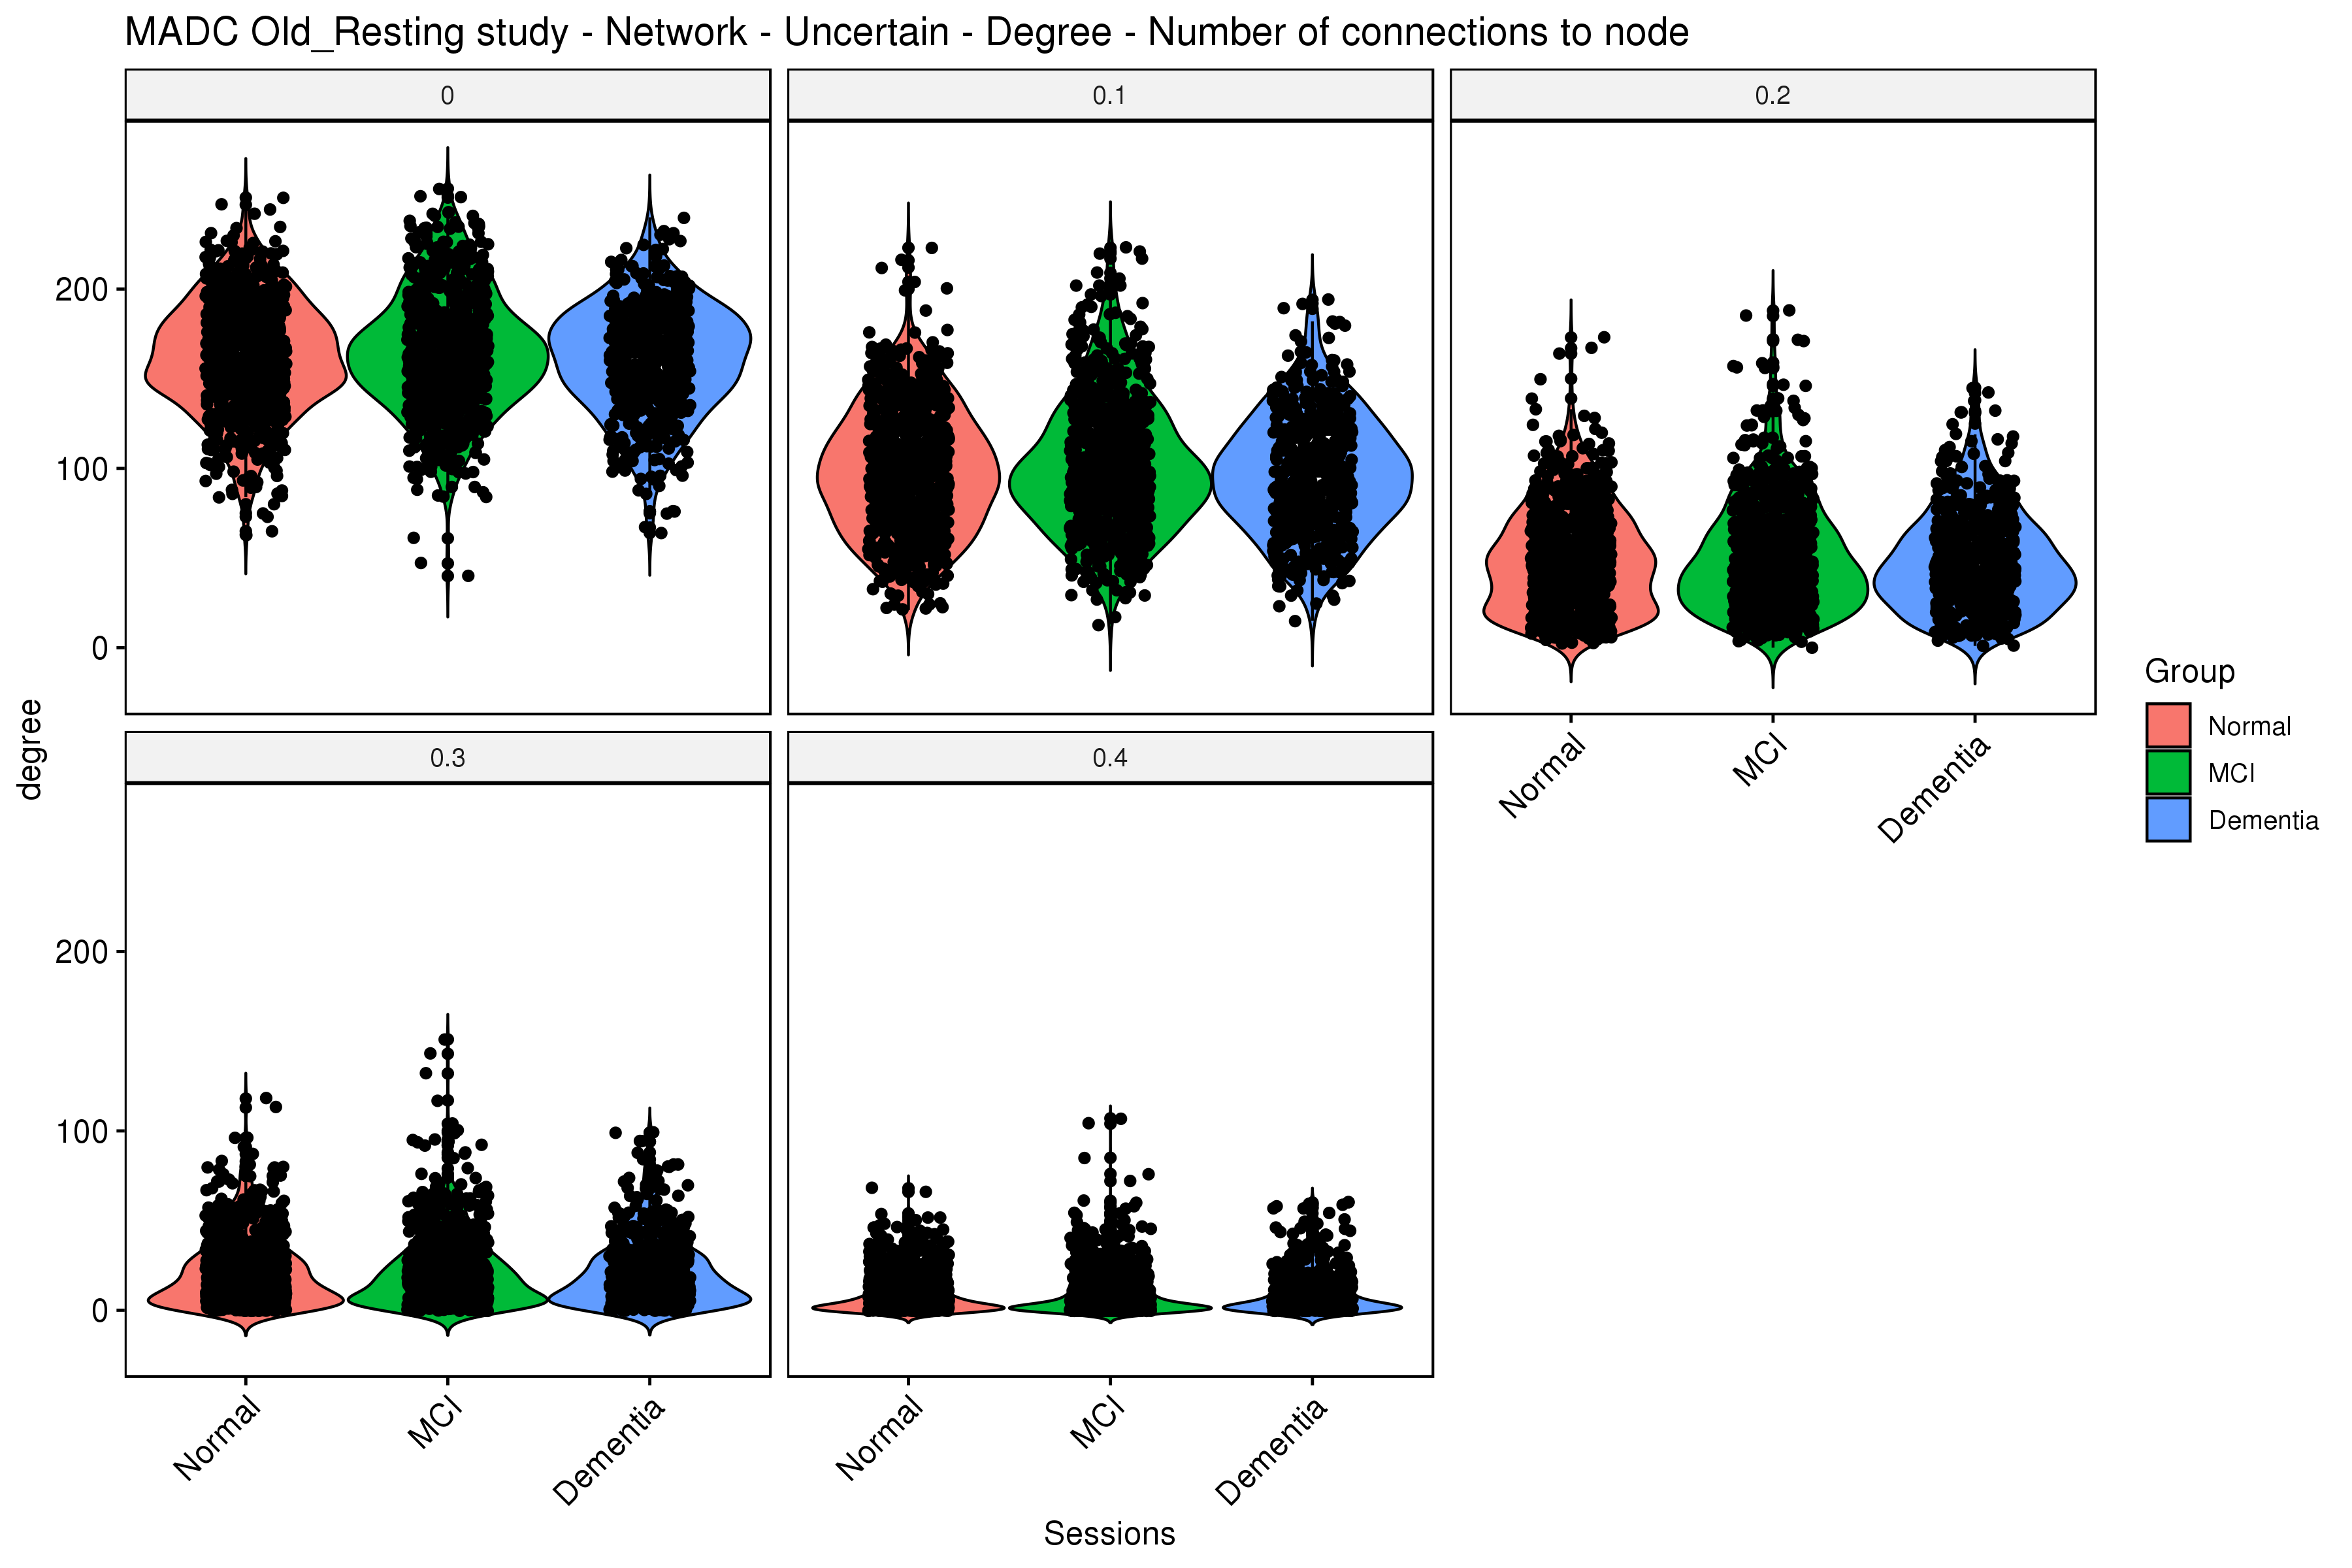 MADC Old_Resting study - Network - Uncertain - Degree - Number of connections to node
0
0.1
0.2
200
100
0
Normal
MCI
Dementia
degree
0.3
0.4
200
100
0
Normal
MCI
Dementia
Normal
MCI
Dementia
Sessions
Group
Normal
MCI
Dementia